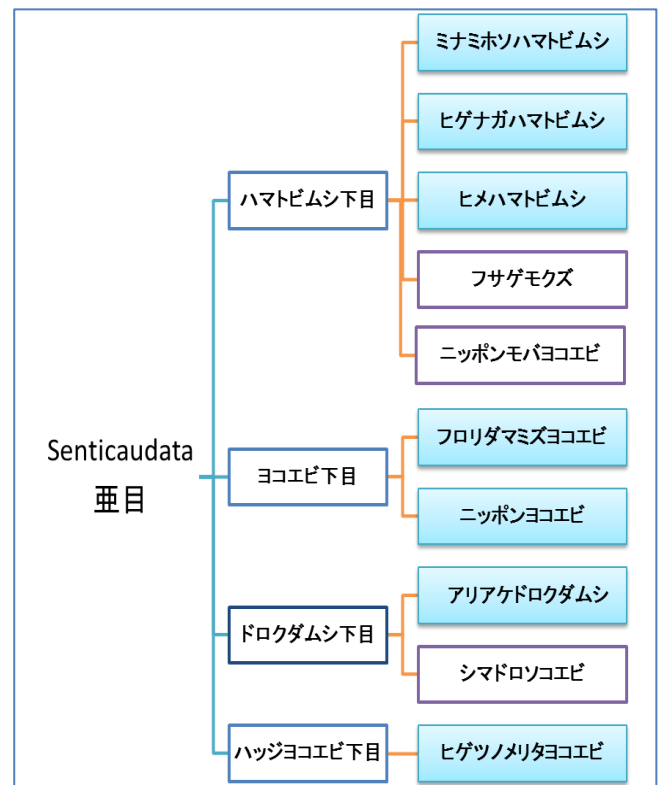 ミナミホソハマトビムシ
ヒゲナガハマトビムシ
ハマトビムシ下目
ヒメハマトビムシ
フサゲモクズ
ニッポンモバヨコエビ
Senticaudata
亜目
フロリダマミズヨコエビ
ヨコエビ下目
ニッポンヨコエビ
アリアケドロクダムシ
ドロクダムシ下目
シマドロソコエビ
ハッジヨコエビ下目
ヒゲツノメリタヨコエビ